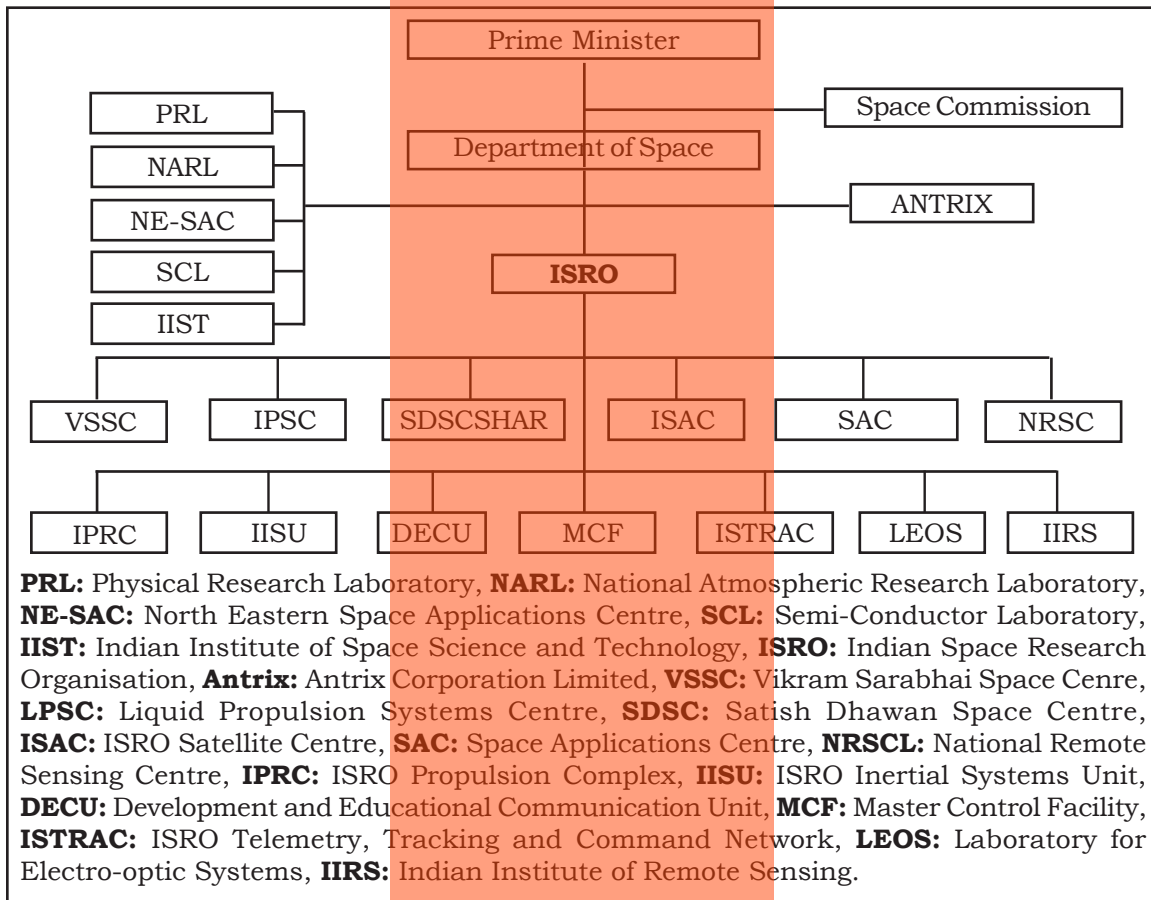 Prime Minister
PRL
Space Commission
Department of Space
NARL
ANTRIX
NE-SAC
SCL
ISRO
IIST
VSSC
IPSC
SDSCSHAR
ISAC
SAC
NRSC
IPRC
IISU
DECU
MCF
ISTRAC
LEOS
IIRS
PRL: Physical Research Laboratory, NARL: National Atmospheric Research Laboratory,
NE-SAC: North Eastern Space Applications Centre, SCL: Semi-Conductor Laboratory,
IIST: Indian Institute of Space Science and Technology, ISRO: Indian Space Research
Organisation, Antrix: Antrix Corporation Limited, VSSC: Vikram Sarabhai Space Cenre,
LPSC: Liquid Propulsion Systems Centre, SDSC: Satish Dhawan Space Centre,
ISAC: ISRO Satellite Centre, SAC: Space Applications Centre, NRSCL: National Remote
Sensing Centre, IPRC: ISRO Propulsion Complex, IISU: ISRO Inertial Systems Unit,
DECU: Development and Educational Communication Unit, MCF: Master Control Facility,
ISTRAC: ISRO Telemetry, Tracking and Command Network, LEOS: Laboratory for
Electro-optic Systems, IIRS: Indian Institute of Remote Sensing.